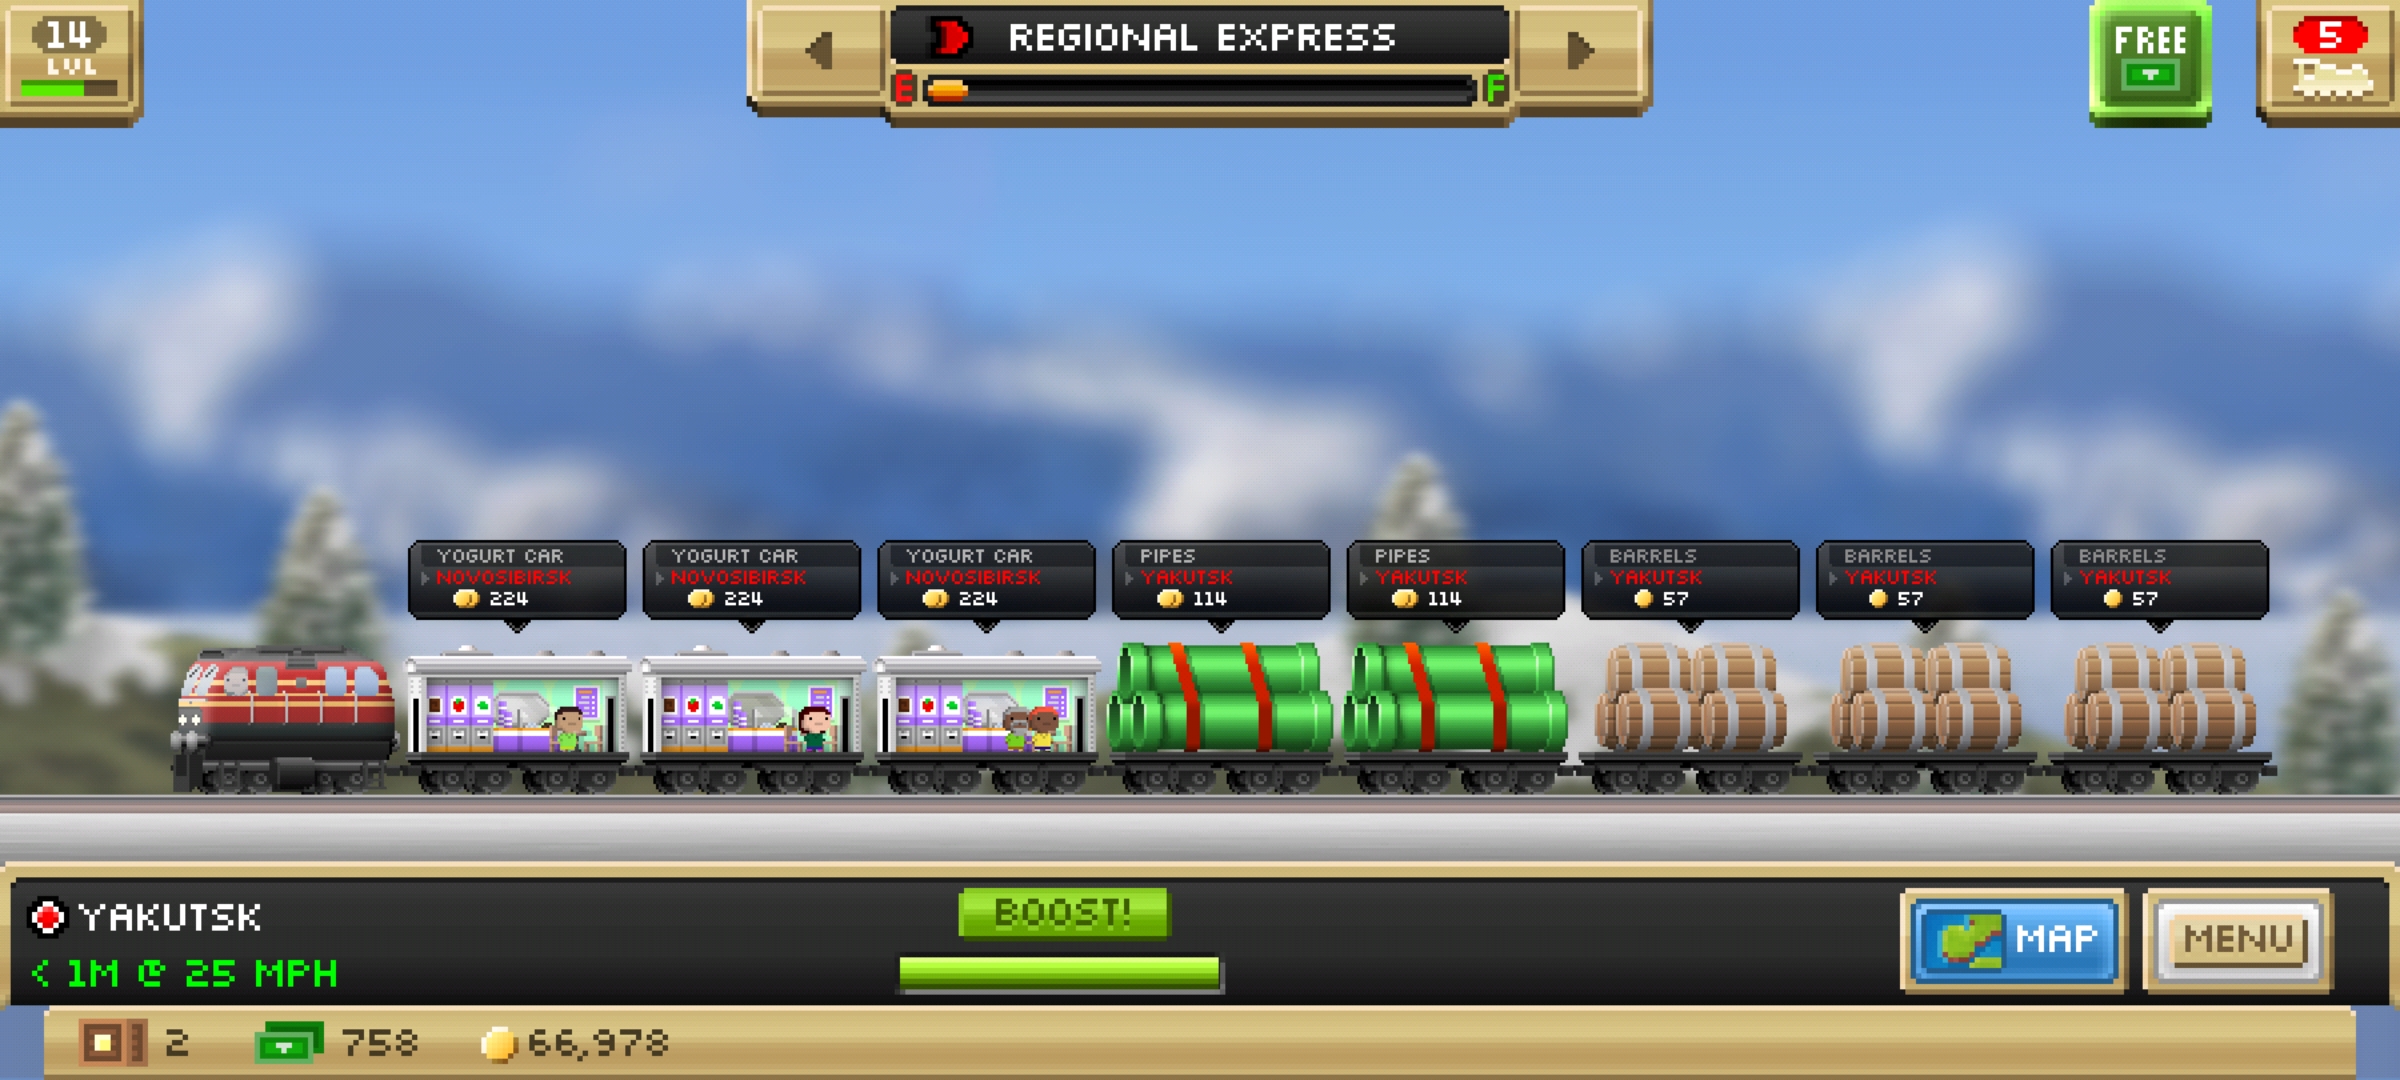 14
LVL
REGIONAL EXPRESS
E F
FREE
5
YOGURT CAR
NOVOSIBIRSK
224
YOGURT CAR
NOVOSIBIRSK
224
YOGURT CAR
NOVOSIBIRSK
224
PIPES
YAKUTSK
114
PIPES
YAKUTSK
114
BARRELS
YAKUTSK
57
BARRELS
YAKUTSK
57
BARRELS
YAKUTSK
57
YAKUTSK
< 1M @ 25 MPH
BOOST!
MAP
MENU
2
758
66,978